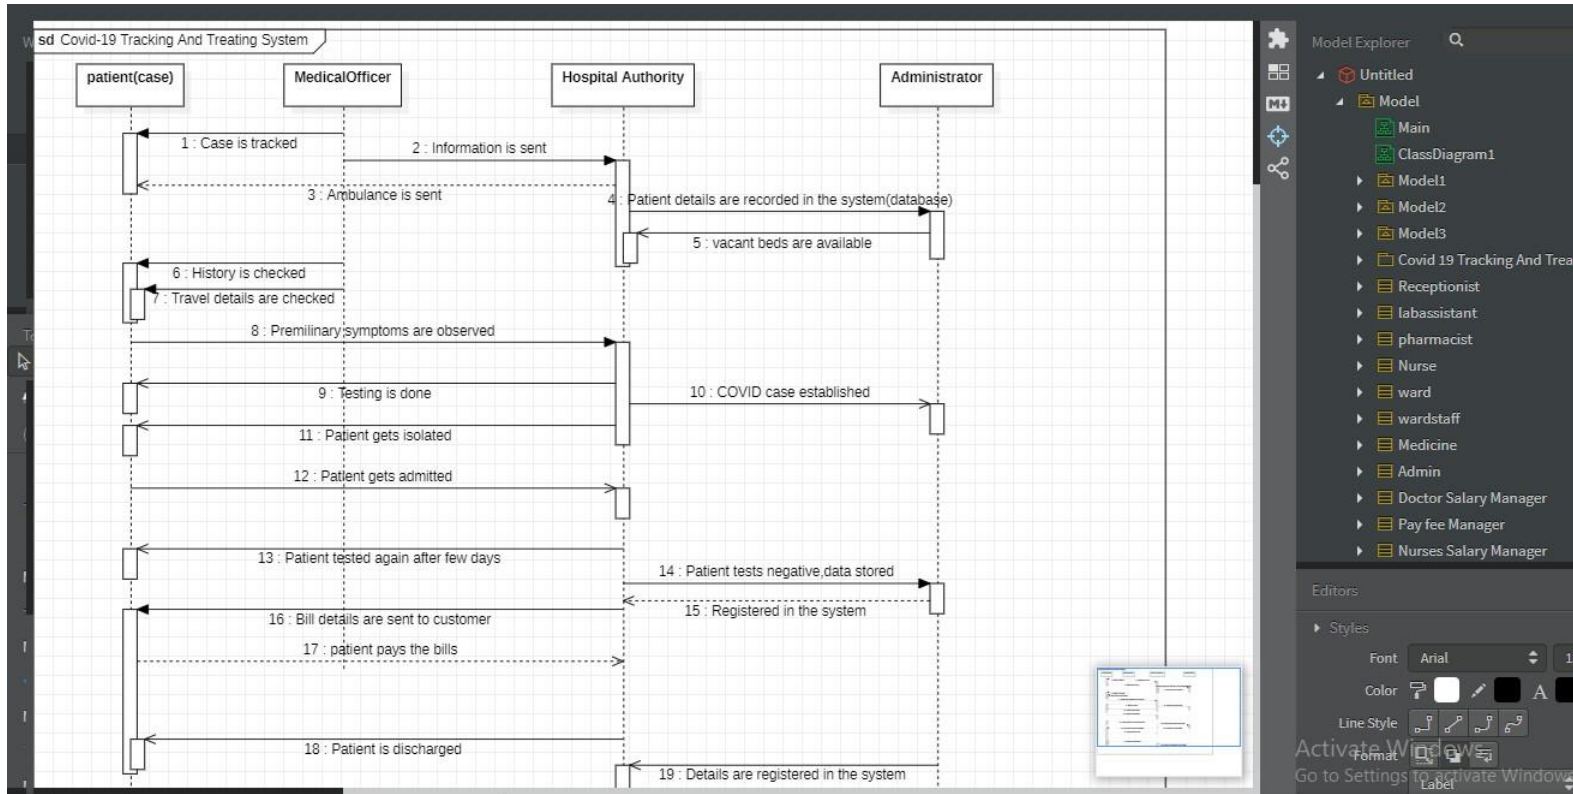 sd Covid-19 Tracking And Treating System
patient(case)
MedicalOfficer
Hospital Authority
Administrator
1 : Case is tracked
2 : Information is sent
3 : Ambulance is sent
4 : Patient details are recorded in the system(database)
5 : vacant beds are available
6 : History is checked
7 : Travel details are checked
8 : Premilinary symptoms are observed
9 : Testing is done
10 : COVID case established
11 : Patient gets isolated
12 : Patient gets admitted
13 : Patient tested again after few days
14 : Patient tests negative,data stored
15 : Registered in the system
16 : Bill details are sent to customer
17 : patient pays the bills
18 : Patient is discharged
19 : Details are registered in the system
M
Model Explorer
Untitled
Model
Main
ClassDiagram1
Model1
Model2
Model3
Covid 19 Tracking And Trea
Receptionist
labassistant
pharmacist
Nurse
ward
wardstaff
Medicine
Admin
Doctor Salary Manager
Pay fee Manager
Nurses Salary Manager
Editors
Styles
Font
Arial
1
Color
A
Line Style
Format
Label
Activate Windows
Go to Settings to activate Windows